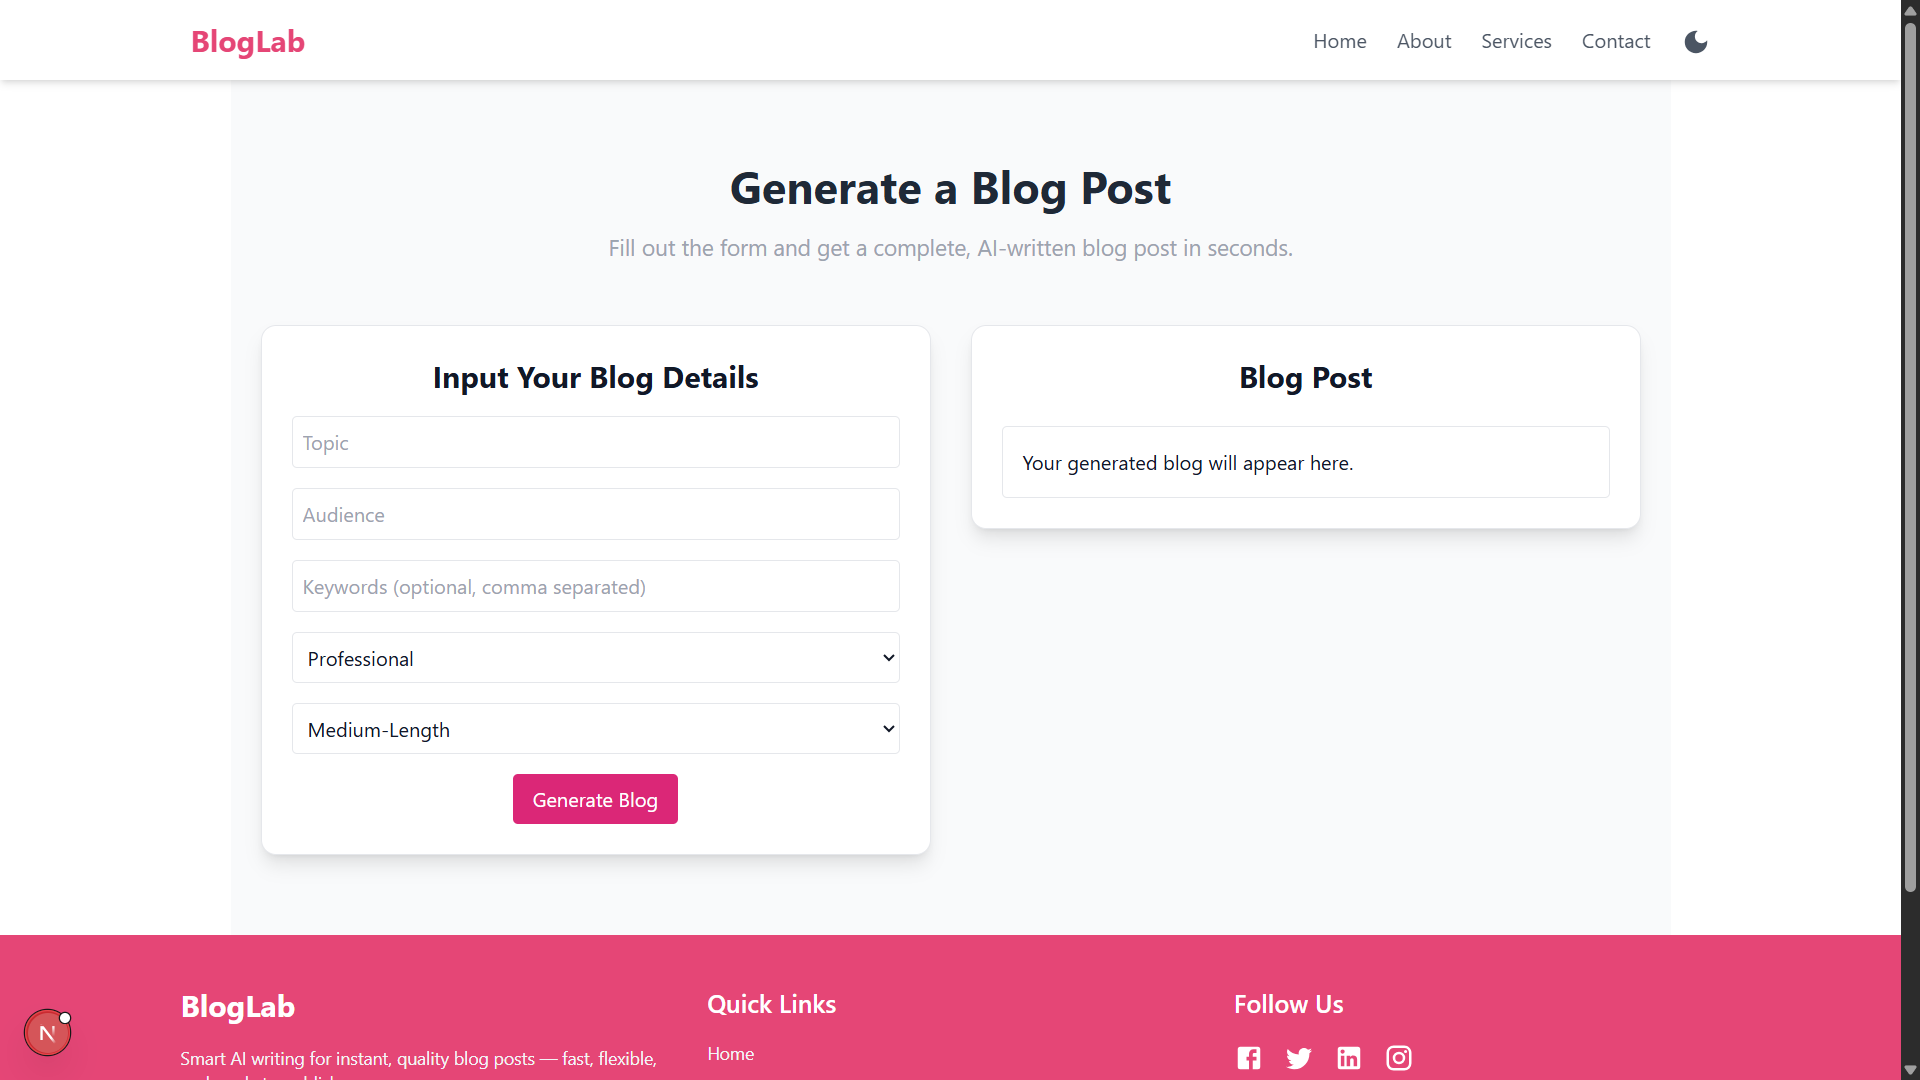 BlogLab
Home About Services Contact
Generate a Blog Post
Fill out the form and get a complete, AI-written blog post in seconds.
Input Your Blog Details
Topic
Audience
Keywords (optional, comma separated)
Professional
Medium-Length
Generate Blog
Blog Post
Your generated blog will appear here.
BlogLab
Smart AI writing for instant, quality blog posts — fast, flexible,
Quick Links
Home
Follow Us
N